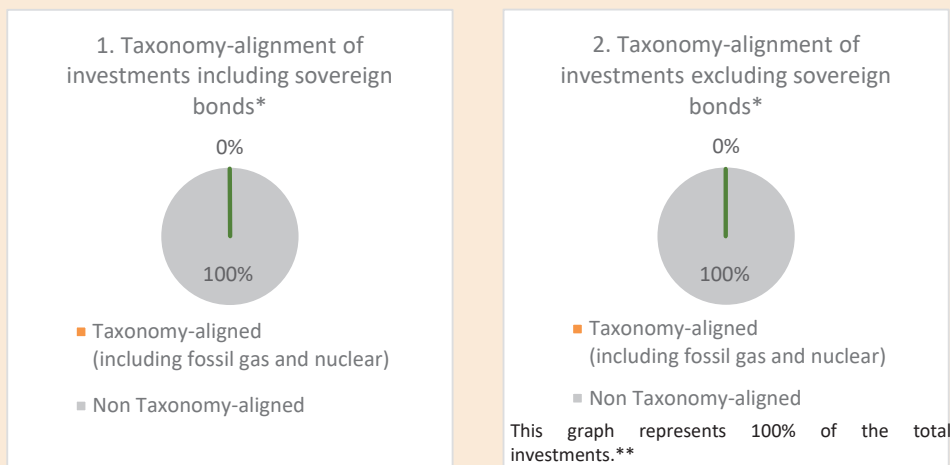 1. Taxonomy-alignment of
investments including sovereign
bonds*
0%
100%
Taxonomy-aligned
(including fossil gas and nuclear)
Non Taxonomy-aligned
2. Taxonomy-alignment of
investments excluding sovereign
bonds*
0%
100%
Taxonomy-aligned
(including fossil gas and nuclear)
Non Taxonomy-aligned
This graph represents 100% of the total
investments.**